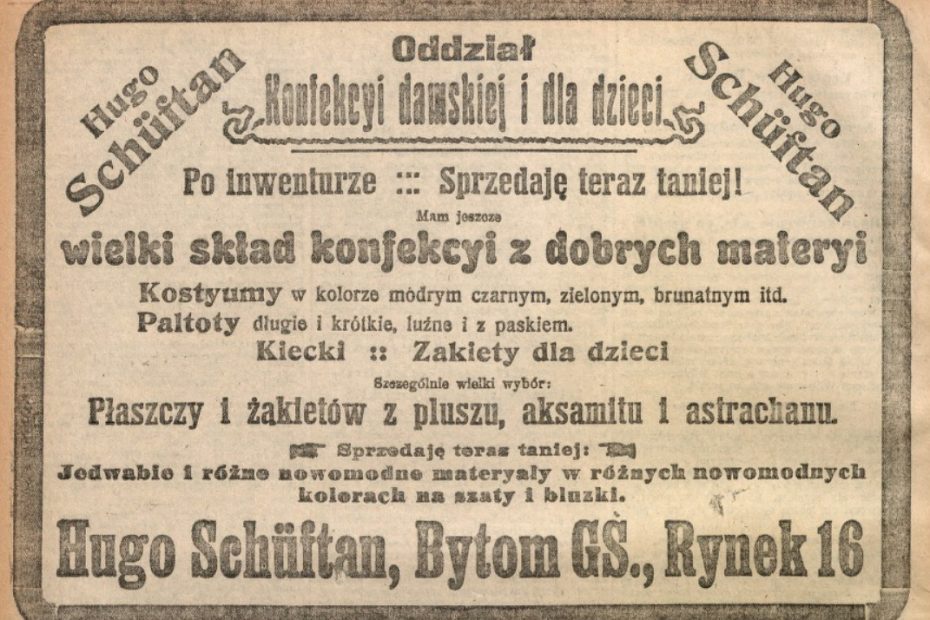 Hugo
Schüftan
Oddział
Konfekcyi damskiej i dla dzieci
Hugo
Schüftan
Po inwenturze ::: Sprzedaję teraz taniej!
Mam jeszcze
wielki skład konfekcyi z dobrych materyi
Kostyumy w kolorze modrym czarnym, zielonym, brunatnym itd.
Paltoty długie i krótkie, luźne i z paskiem.
Kiecki :: Zakiety dla dzieci
Szczególnie wielki wybór:
Płaszczy i żakietów z pluszu, aksamitu i astrachanu.
Sprzedaję teraz taniej:
Jedwabie i różne nowomodne materyały w różnych nowomodnych
kolorach na szaty i bluzki.
Hugo Schüftan, Bytom GŚ., Rynek 16